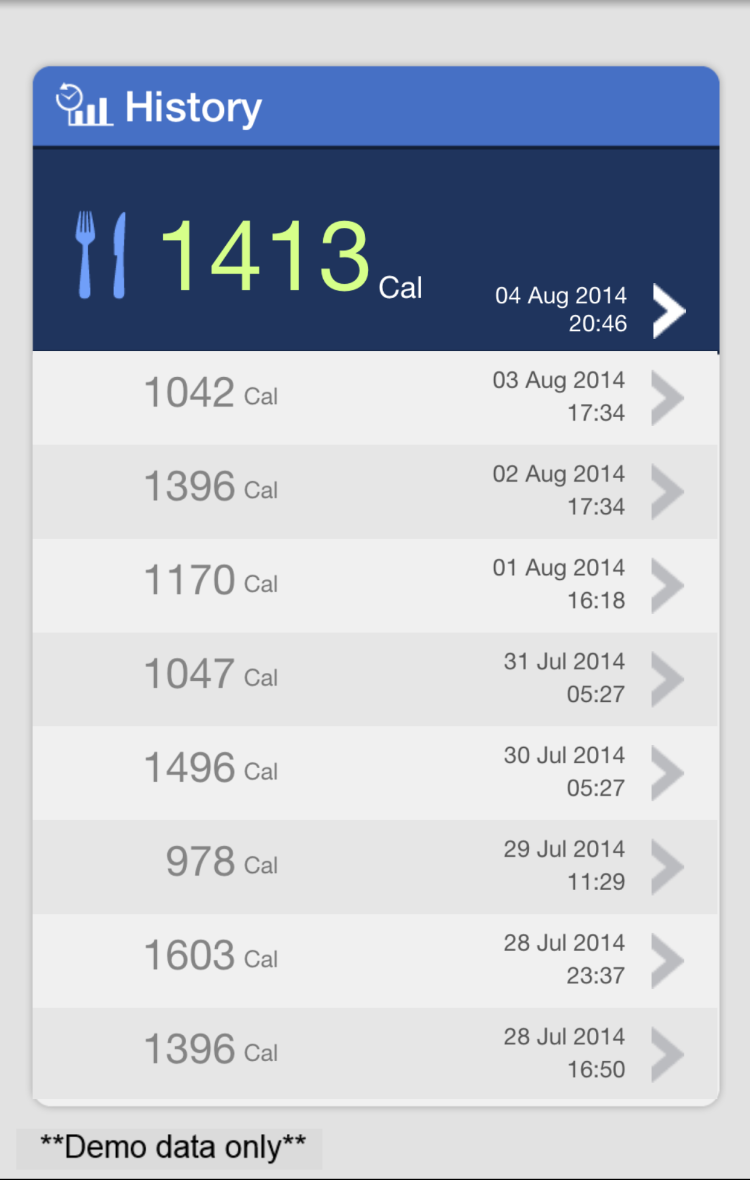 History
1413 Cal
04 Aug 2014
20:46
1042 Cal
03 Aug 2014
17:34
1396 Cal
02 Aug 2014
17:34
1170 Cal
01 Aug 2014
16:18
1047 Cal
31 Jul 2014
05:27
1496 Cal
30 Jul 2014
05:27
978 Cal
29 Jul 2014
11:29
1603 Cal
28 Jul 2014
23:37
1396 Cal
28 Jul 2014
16:50
**Demo data only**